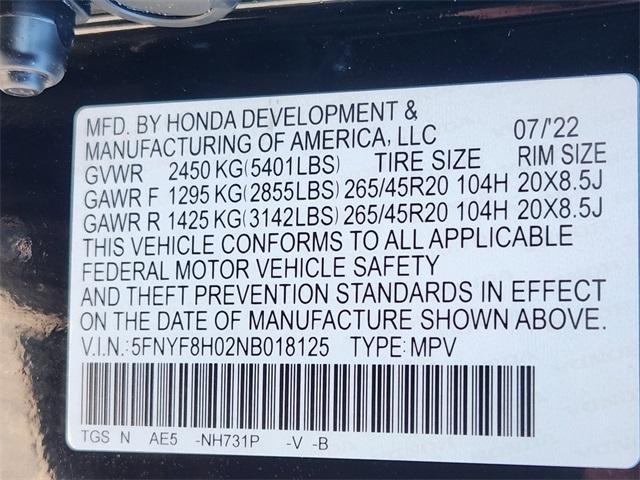 MFD. BY HONDA DEVELOPMENT &
MANUFACTURING OF AMERICA, LLC 07/'22
GVWR 2450 KG(5401LBS) TIRE SIZE RIM SIZE
GAWR F 1295 KG(2855LBS) 265/45R20 104H 20X8.5J
GAWR R 1425 KG(3142LBS) 265/45R20 104H 20X8.5J
THIS VEHICLE CONFORMS TO ALL APPLICABLE
FEDERAL MOTOR VEHICLE SAFETY
AND THEFT PREVENTION STANDARDS IN EFFECT
ON THE DATE OF MANUFACTURE SHOWN ABOVE.
V.I.N.:5FNYF8H02NB018125 TYPE: MPV
TGS N AE5 -NH731P -V -B